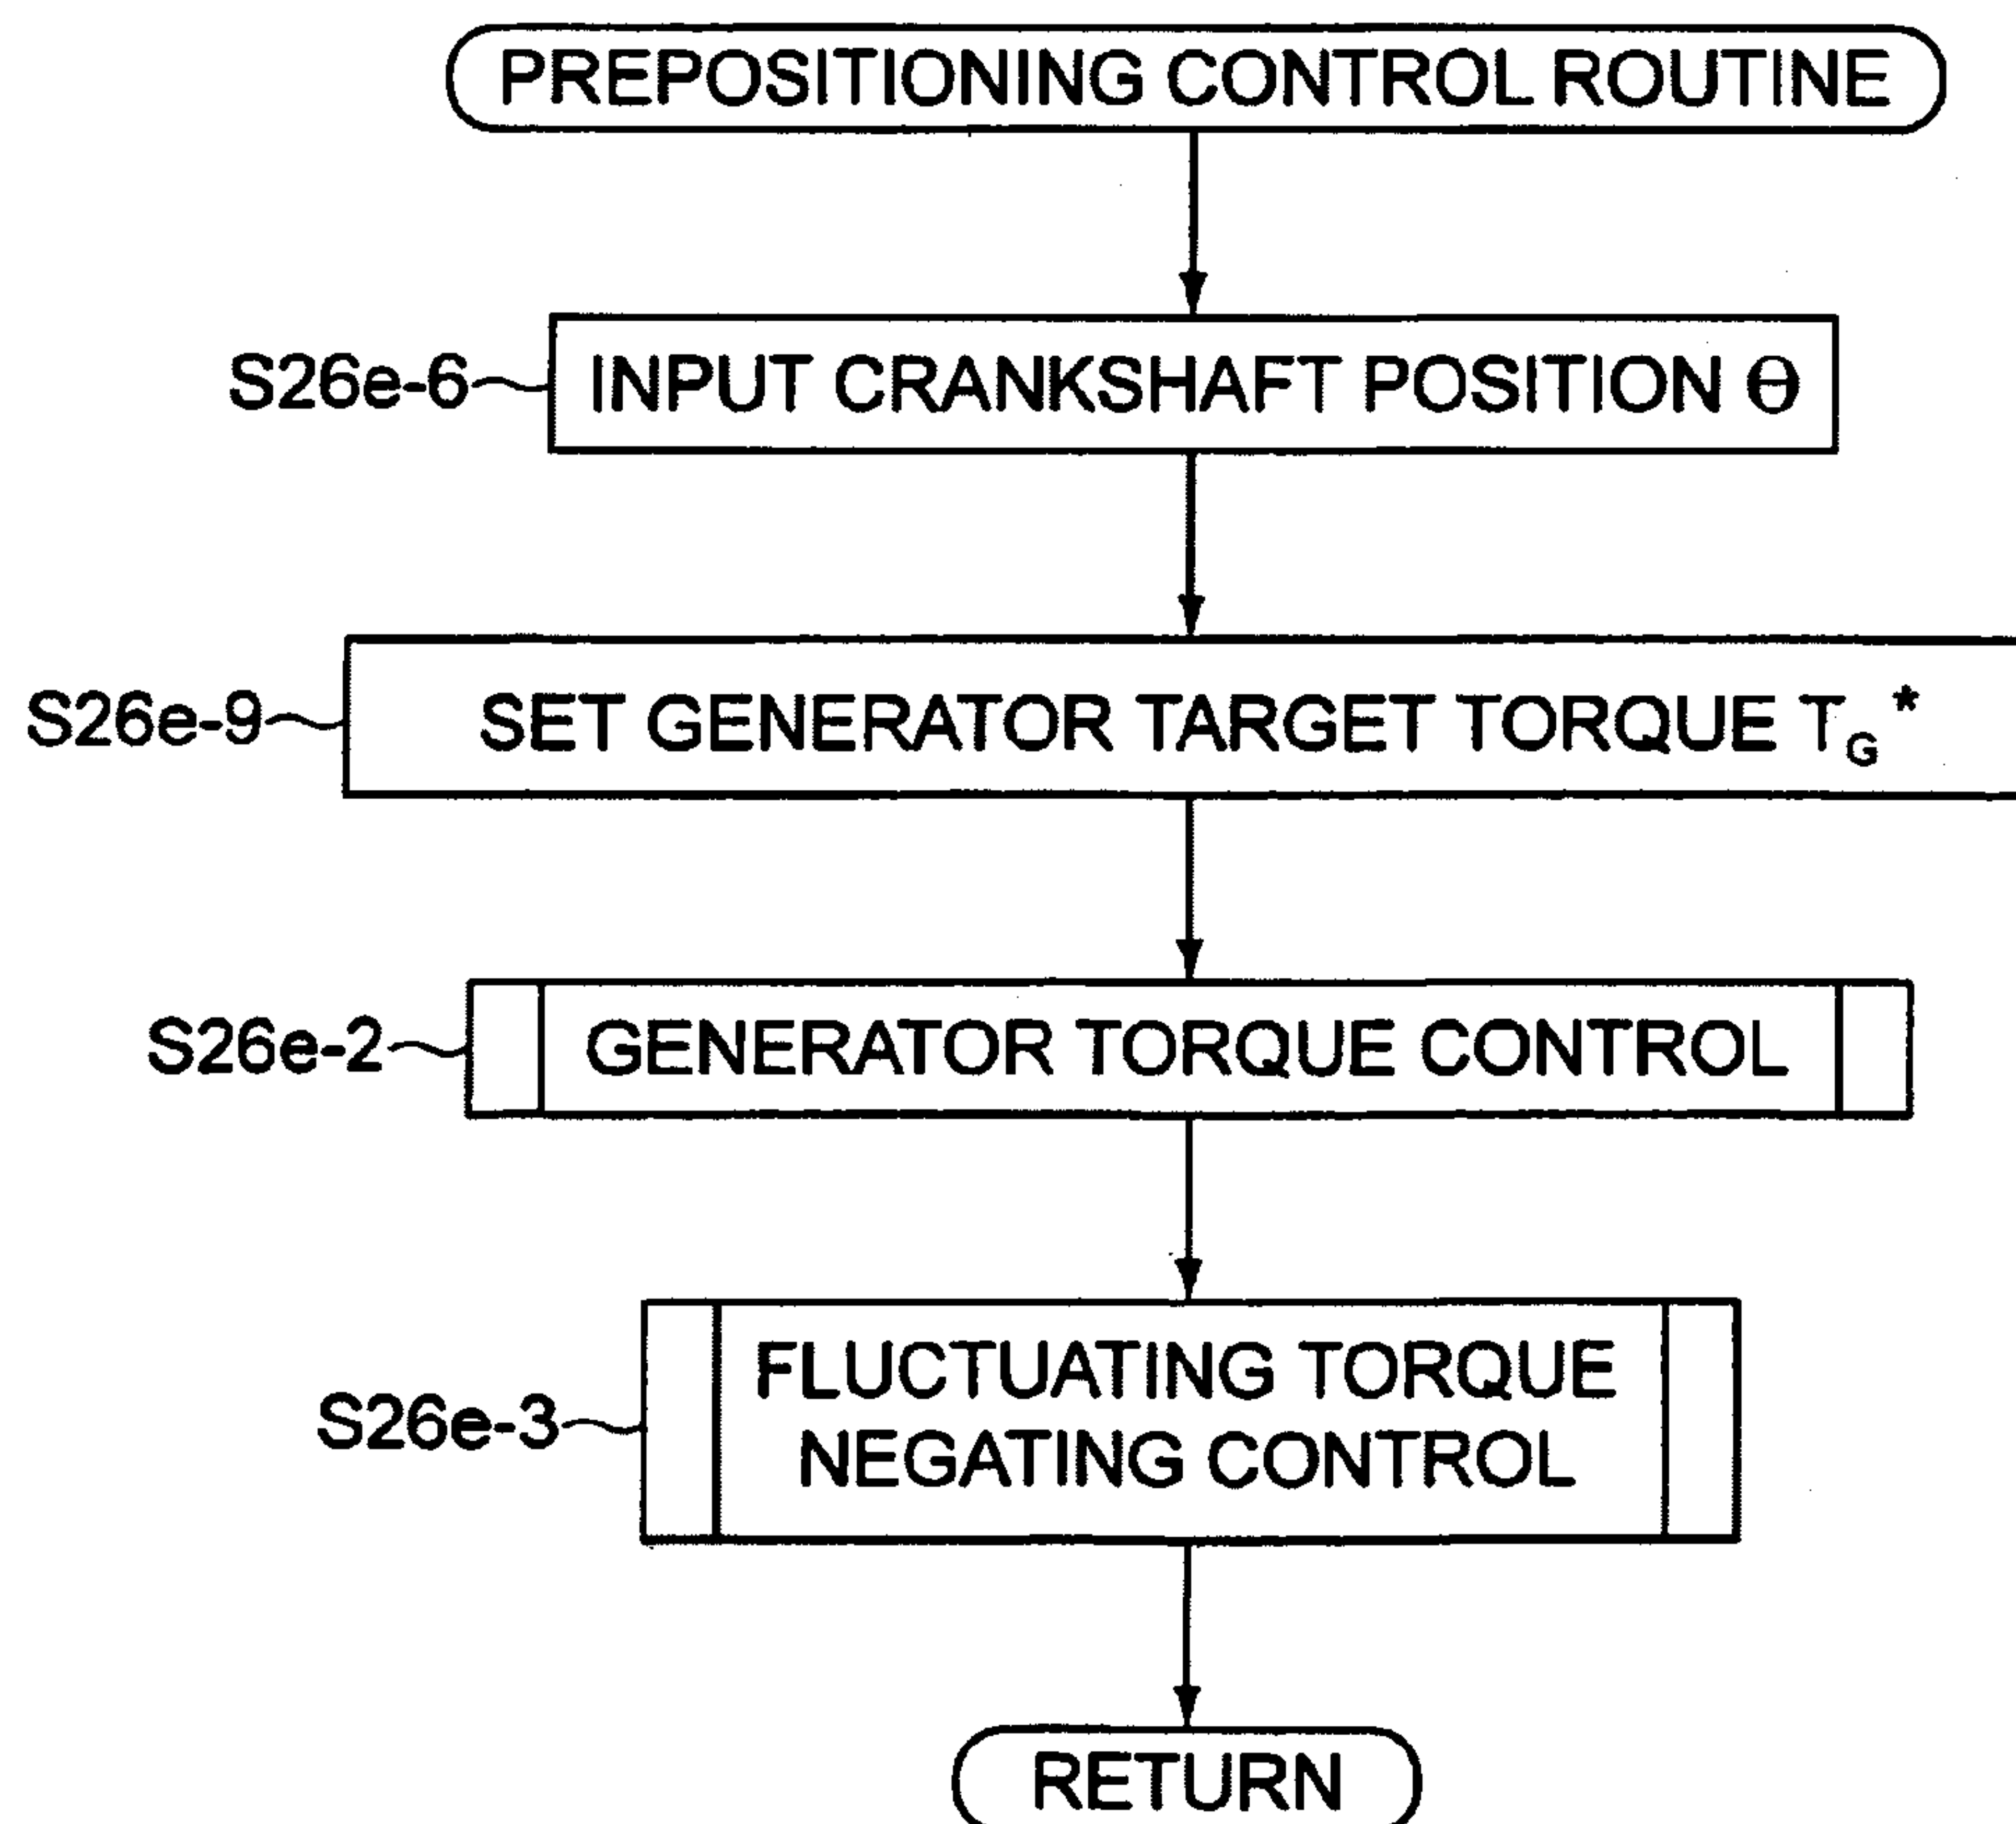 PREPOSITIONING CONTROL ROUTINE
S26e-6 INPUT CRANKSHAFT POSITION Θ
S26e-9 SET GENERATOR TARGET TORQUE TG*
S26e-2 GENERATOR TORQUE CONTROL
FLUCTUATING TORQUE
S26e-3
NEGATING CONTROL
RETURN